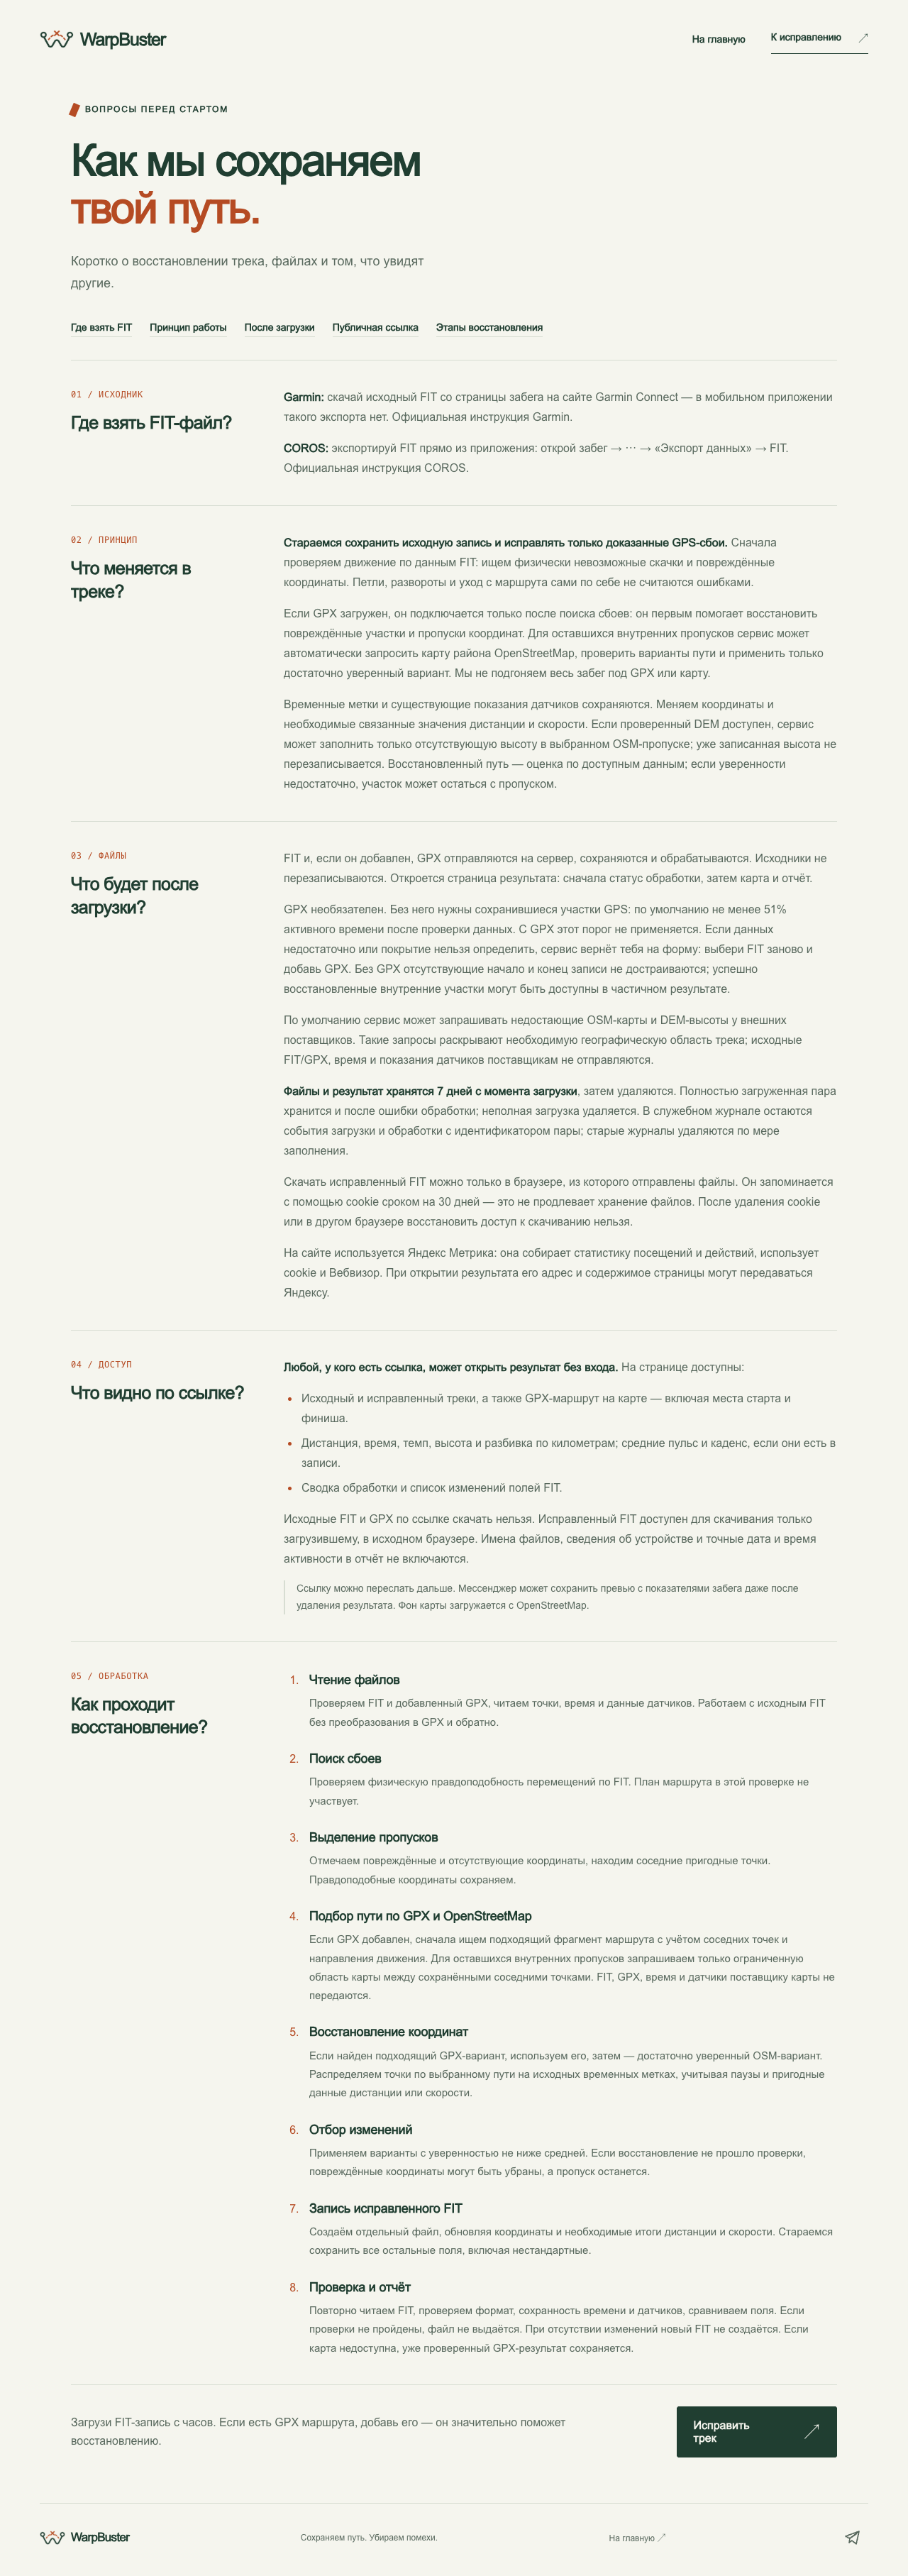 WarpBuster
На главную
К исправлению ↗
ВОПРОСЫ ПЕРЕД СТАРТОМ
Как мы сохраняем
твой путь.
Коротко о восстановлении трека, файлах и том, что увидят
другие.
Где взять FIT Принцип работы После загрузки Публичная ссылка Этапы восстановления
01 / ИСХОДНИК
Где взять FIT-файл?
Garmin: скачай исходный FIT со страницы забега на сайте Garmin Connect — в мобильном приложении
такого экспорта нет. Официальная инструкция Garmin.
COROS: экспортируй FIT прямо из приложения: открой забег → ··· → «Экспорт данных» → FIT.
Официальная инструкция COROS.
02 / ПРИНЦИП
Что меняется в
треке?
Стараемся сохранить исходную запись и исправлять только доказанные GPS-сбои. Сначала
проверяем движение по данным FIT: ищем физически невозможные скачки и повреждённые
координаты. Петли, развороты и уход с маршрута сами по себе не считаются ошибками.
Если GPX загружен, он подключается только после поиска сбоев: он первым помогает восстановить
повреждённые участки и пропуски координат. Для оставшихся внутренних пропусков сервис может
автоматически запросить карту района OpenStreetMap, проверить варианты пути и применить только
достаточно уверенный вариант. Мы не подгоняем весь забег под GPX или карту.
Временные метки и существующие показания датчиков сохраняются. Меняем координаты и
необходимые связанные значения дистанции и скорости. Если проверенный DEM доступен, сервис
может заполнить только отсутствующую высоту в выбранном OSM-пропуске; уже записанная высота не
перезаписывается. Восстановленный путь — оценка по доступным данным; если уверенности
недостаточно, участок может остаться с пропуском.
03 / ФАЙЛЫ
Что будет после
загрузки?
FIT и, если он добавлен, GPX отправляются на сервер, сохраняются и обрабатываются. Исходники не
перезаписываются. Откроется страница результата: сначала статус обработки, затем карта и отчёт.
GPX необязателен. Без него нужны сохранившиеся участки GPS: по умолчанию не менее 51%
активного времени после проверки данных. С GPX этот порог не применяется. Если данных
недостаточно или покрытие нельзя определить, сервис вернёт тебя на форму: выбери FIT заново и
добавь GPX. Без GPX отсутствующие начало и конец записи не достраиваются; успешно
восстановленные внутренние участки могут быть доступны в частичном результате.
По умолчанию сервис может запрашивать недостающие OSM-карты и DEM-высоты у внешних
поставщиков. Такие запросы раскрывают необходимую географическую область трека; исходные
FIT/GPX, время и показания датчиков поставщикам не отправляются.
Файлы и результат хранятся 7 дней с момента загрузки, затем удаляются. Полностью загруженная пара
хранится и после ошибки обработки; неполная загрузка удаляется. В служебном журнале остаются
события загрузки и обработки с идентификатором пары; старые журналы удаляются по мере
заполнения.
Скачать исправленный FIT можно только в браузере, из которого отправлены файлы. Он запоминается
с помощью cookie сроком на 30 дней — это не продлевает хранение файлов. После удаления cookie
или в другом браузере восстановить доступ к скачиванию нельзя.
На сайте используется Яндекс Метрика: она собирает статистику посещений и действий, использует
cookie и Вебвизор. При открытии результата его адрес и содержимое страницы могут передаваться
Яндексу.
04 / ДОСТУП
Что видно по ссылке?
Любой, у кого есть ссылка, может открыть результат без входа. На странице доступны:
• Исходный и исправленный треки, а также GPX-маршрут на карте — включая места старта и
финиша.
• Дистанция, время, темп, высота и разбивка по километрам; средние пульс и каденс, если они есть в
записи.
• Сводка обработки и список изменений полей FIT.
Исходные FIT и GPX по ссылке скачать нельзя. Исправленный FIT доступен для скачивания только
загрузившему, в исходном браузере. Имена файлов, сведения об устройстве и точные дата и время
активности в отчёт не включаются.
Ссылку можно переслать дальше. Мессенджер может сохранить превью с показателями забега даже после
удаления результата. Фон карты загружается с OpenStreetMap.
05 / ОБРАБОТКА
Как проходит
восстановление?
1. Чтение файлов
Проверяем FIT и добавленный GPX, читаем точки, время и данные датчиков. Работаем с исходным FIT
без преобразования в GPX и обратно.
2. Поиск сбоев
Проверяем физическую правдоподобность перемещений по FIT. План маршрута в этой проверке не
участвует.
3. Выделение пропусков
Отмечаем повреждённые и отсутствующие координаты, находим соседние пригодные точки.
Правдоподобные координаты сохраняем.
4. Подбор пути по GPX и OpenStreetMap
Если GPX добавлен, сначала ищем подходящий фрагмент маршрута с учётом соседних точек и
направления движения. Для оставшихся внутренних пропусков запрашиваем только ограниченную
область карты между сохранёнными соседними точками. FIT, GPX, время и датчики поставщику карты не
передаются.
5. Восстановление координат
Если найден подходящий GPX-вариант, используем его, затем — достаточно уверенный OSM-вариант.
Распределяем точки по выбранному пути на исходных временных метках, учитывая паузы и пригодные
данные дистанции или скорости.
6. Отбор изменений
Применяем варианты с уверенностью не ниже средней. Если восстановление не прошло проверки,
повреждённые координаты могут быть убраны, а пропуск останется.
7. Запись исправленного FIT
Создаём отдельный файл, обновляя координаты и необходимые итоги дистанции и скорости. Стараемся
сохранить все остальные поля, включая нестандартные.
8. Проверка и отчёт
Повторно читаем FIT, проверяем формат, сохранность времени и датчиков, сравниваем поля. Если
проверки не пройдены, файл не выдаётся. При отсутствии изменений новый FIT не создаётся. Если
карта недоступна, уже проверенный GPX-результат сохраняется.
Загрузи FIT-запись с часов. Если есть GPX маршрута, добавь его — он значительно поможет
восстановлению.
Исправить
трек ↗
WarpBuster
Сохраняем путь. Убираем помехи.
На главную ↗